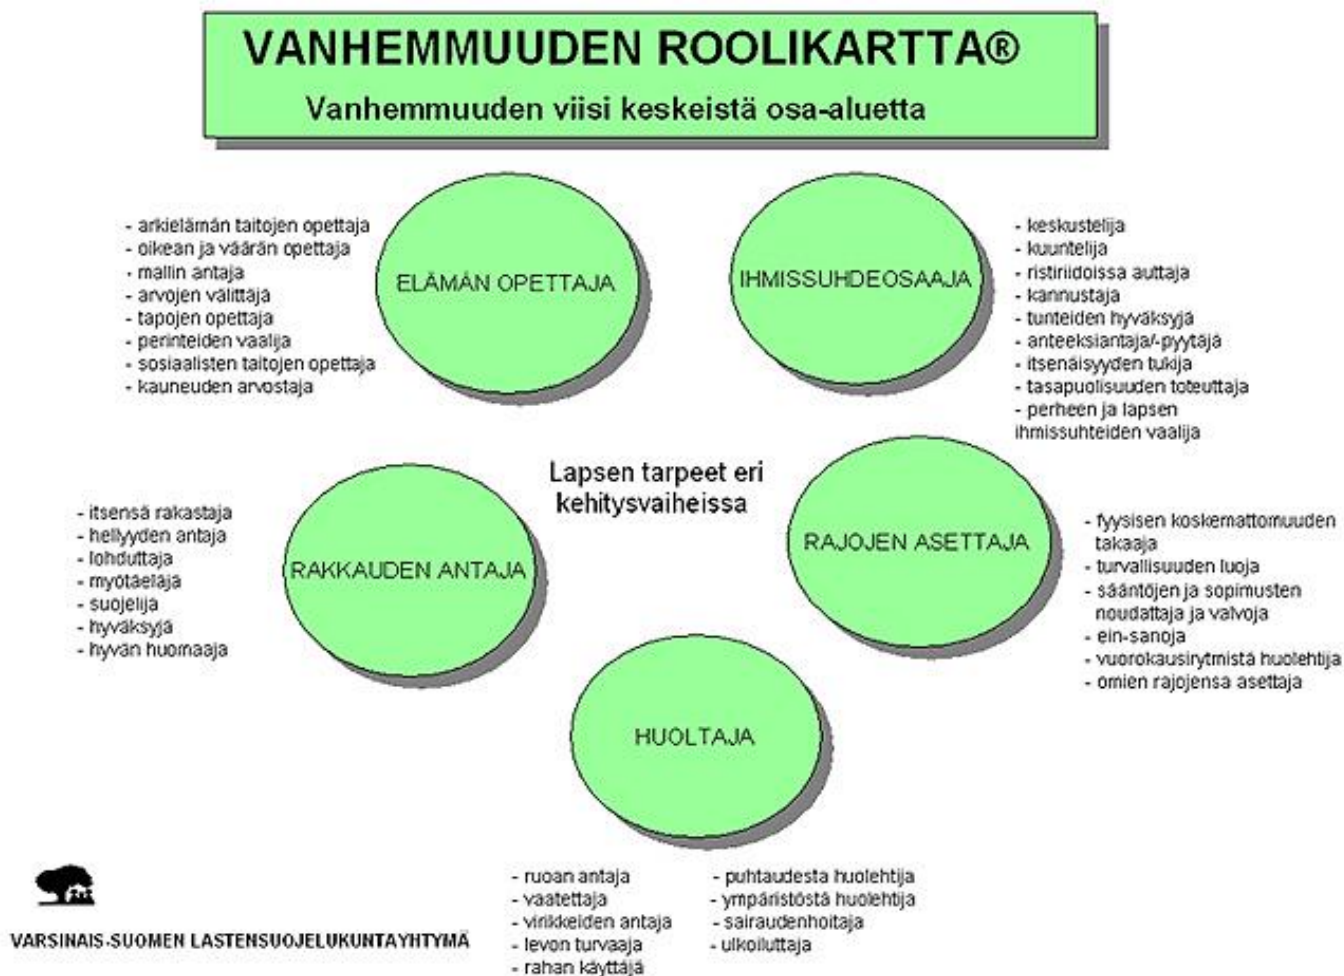 VANHEMMUUDEN ROOLIKARTTA®
Vanhemmuuden viisi keskeistä osa-aluetta
- arkielämän taitojen opettaja
- oikean ja väärän opettaja
- mallin antaja
- arvojen välittäjä
- tapojen opettaja
- perinteiden vaalija
- sosiaalisten taitojen opettaja
- kauneuden arvostaja
ELÄMÄN OPETTAJA
IHMISSUHDEOSAAJA
- keskustelija
- kuuntelija
- ristiriidoissa auttaja
- kannustaja
- tunteiden hyväksyjä
- anteeksiantaja/-pyytäjä
- itsenäisyyden tukija
- tasapuolisuuden toteuttaja
- perheen ja lapsen
ihmissuhteiden vaalija
Lapsen tarpeet eri
kehitysvaiheissa
- itsensä rakastaja
- hellyyden antaja
- lohduttaja
- myötäeläjä
- suojelija
- hyväksyjä
- hyvän huomaaja
RAKKAUDEN ANTAJA
RAJOJEN ASETTAJA
- fyysisen koskemattomuuden
takaaja
- turvallisuuden luoja
- sääntöjen ja sopimusten
noudattaja ja valvoja
- ein-sanoja
- vuorokausirytmistä huolehtija
- omien rajojensa asettaja
HUOLTAJA
- ruoan antaja
- vaatettaja
- virikkeiden antaja
- levon turvaaja
- rahan käyttäjä
- puhtaudesta huolehtija
- ympäristöstä huolehtija
- sairaudenhoitaja
- ulkoiluttaja
VARSINAIS-SUOMEN LASTENSUOJELUKUNTAYHTYMÄ